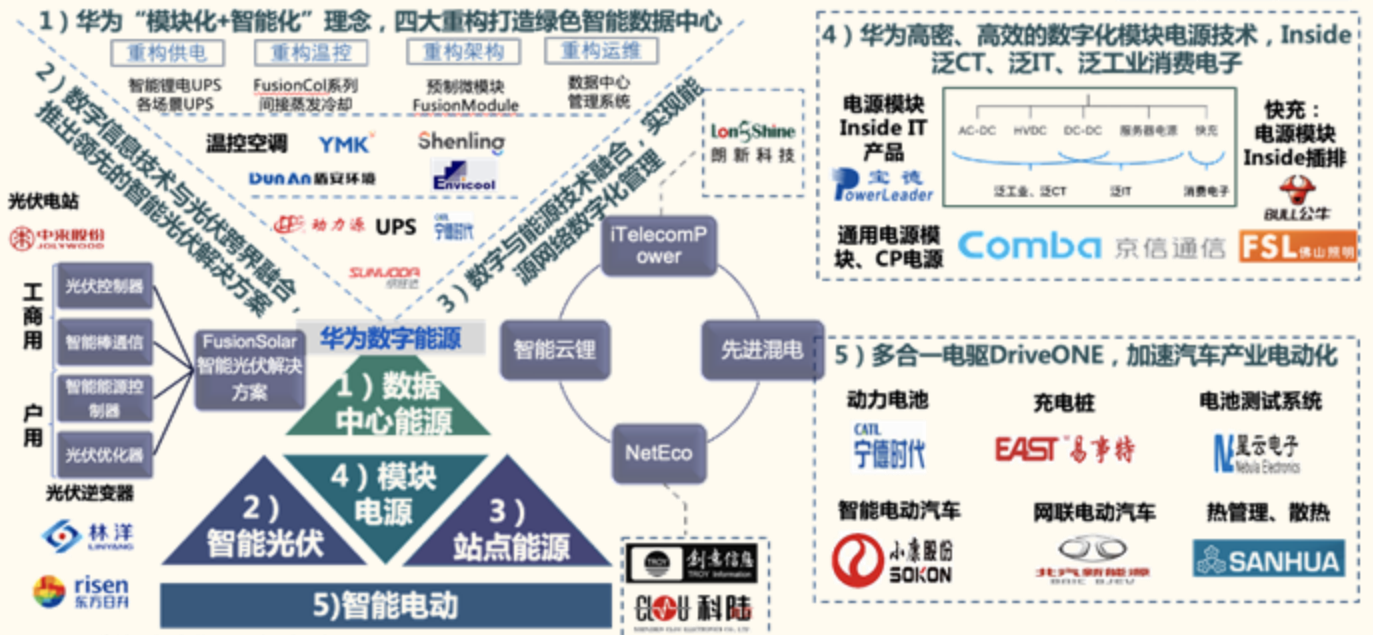 1）华为“模块化+智能化”理念，四大重构打造绿色智能数据中心
重构供电
重构温控
重构架构
重构运维
智能锂电UPS
各场景UPS
FusionCol系列
间接蒸发冷却
预制微模块
FusionModule
数据中心
管理系统
温控空调
YMK
Shenling
DunAn 盾安环境
Envicool
动力源
UPS
CATL
宁德时代
SUNWODA
欣旺达
2）数字信息技术与光伏跨界融合，
推出领先的智能光伏解决方案
光伏电站
中来股份
JOLYWOOD
工商用
户用
光伏控制器
智能棒通信
智能能源控
制器
光伏优化器
FusionSolar
智能光伏解决
方案
光伏逆变器
林洋
LINYANG
risen
东方日升
华为数字能源
1）数据
中心能源
2）
智能光伏
4）模块
电源
3）
站点能源
5)智能电动
3）数字与能源技术融合，实现能
源网络数字化管理
LongShine
朗新科技
iTelecomP
ower
智能云锂
先进混电
NetEco
TROY
创意信息
TROY Information
CLOU 科陆
SHENZHEN CLOU ELECTRONICS CO., LTD
4）华为高密、高效的数字化模块电源技术，Inside
泛CT、泛IT、泛工业消费电子
电源模块
Inside IT
产品
宝德
PowerLeader
AC-DC
HVDC
DC-DC
服务器电源
快充
泛工业、泛CT
泛IT
消费电子
快充：
电源模块
Inside插排
BULL公牛
通用电源模
块、CP电源
Comba 京信通信
FSL 佛山照明
5）多合一电驱DriveONE，加速汽车产业电动化
动力电池
CATL
宁德时代
充电桩
EAST 易事特
电池测试系统
星云电子
Nebula Electronics
智能电动汽车
小康股份
SOKON
网联电动汽车
北汽新能源
BAIC BJEV
热管理、散热
SANHUA